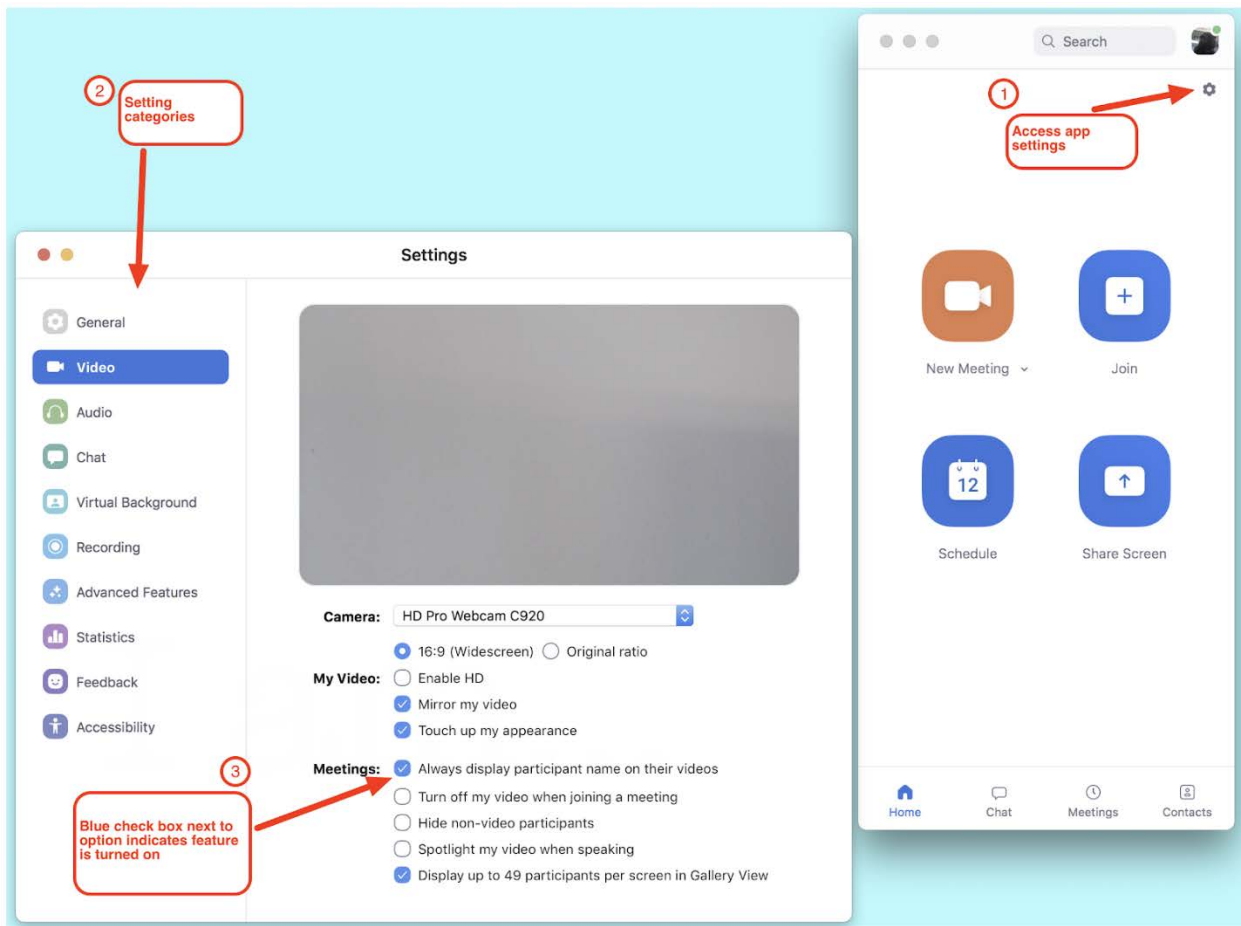 2
Setting
categories
Search
1
Access app
settings
Settings
General
Video
Audio
Chat
Virtual Background
Recording
Advanced Features
Statistics
Feedback
Accessibility
Camera: HD Pro Webcam C920
16:9 (Widescreen) Original ratio
My Video: Enable HD
Mirror my video
Touch up my appearance
Meetings: Always display participant name on their videos
Turn off my video when joining a meeting
Hide non-video participants
Spotlight my video when speaking
Display up to 49 participants per screen in Gallery View
3
Blue check box next to
option indicates feature
is turned on
New Meeting Join
12
Schedule Share Screen
Home Chat Meetings Contacts